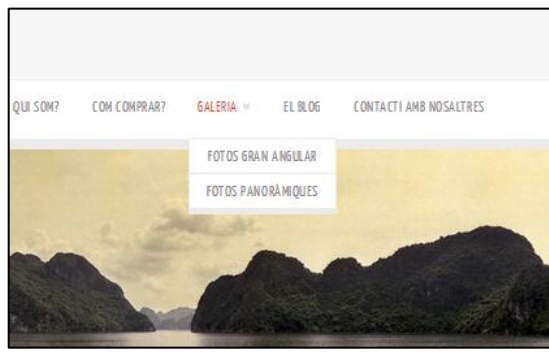 QUI SOM? COM COMPRAR? GALERIA EL BLOG CONTACTI AMB NOSALTRES
FOTOS GRAN ANGULAR
FOTOS PANORÀMIQUES